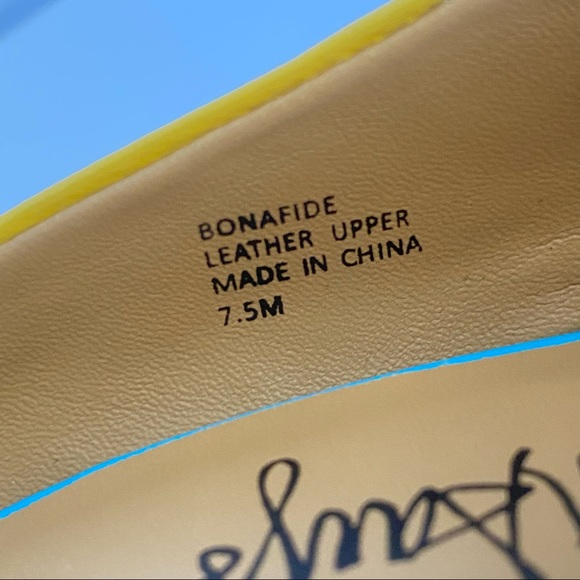 BONAFIDE
LEATHER UPPER
MADE IN CHINA
7.5M